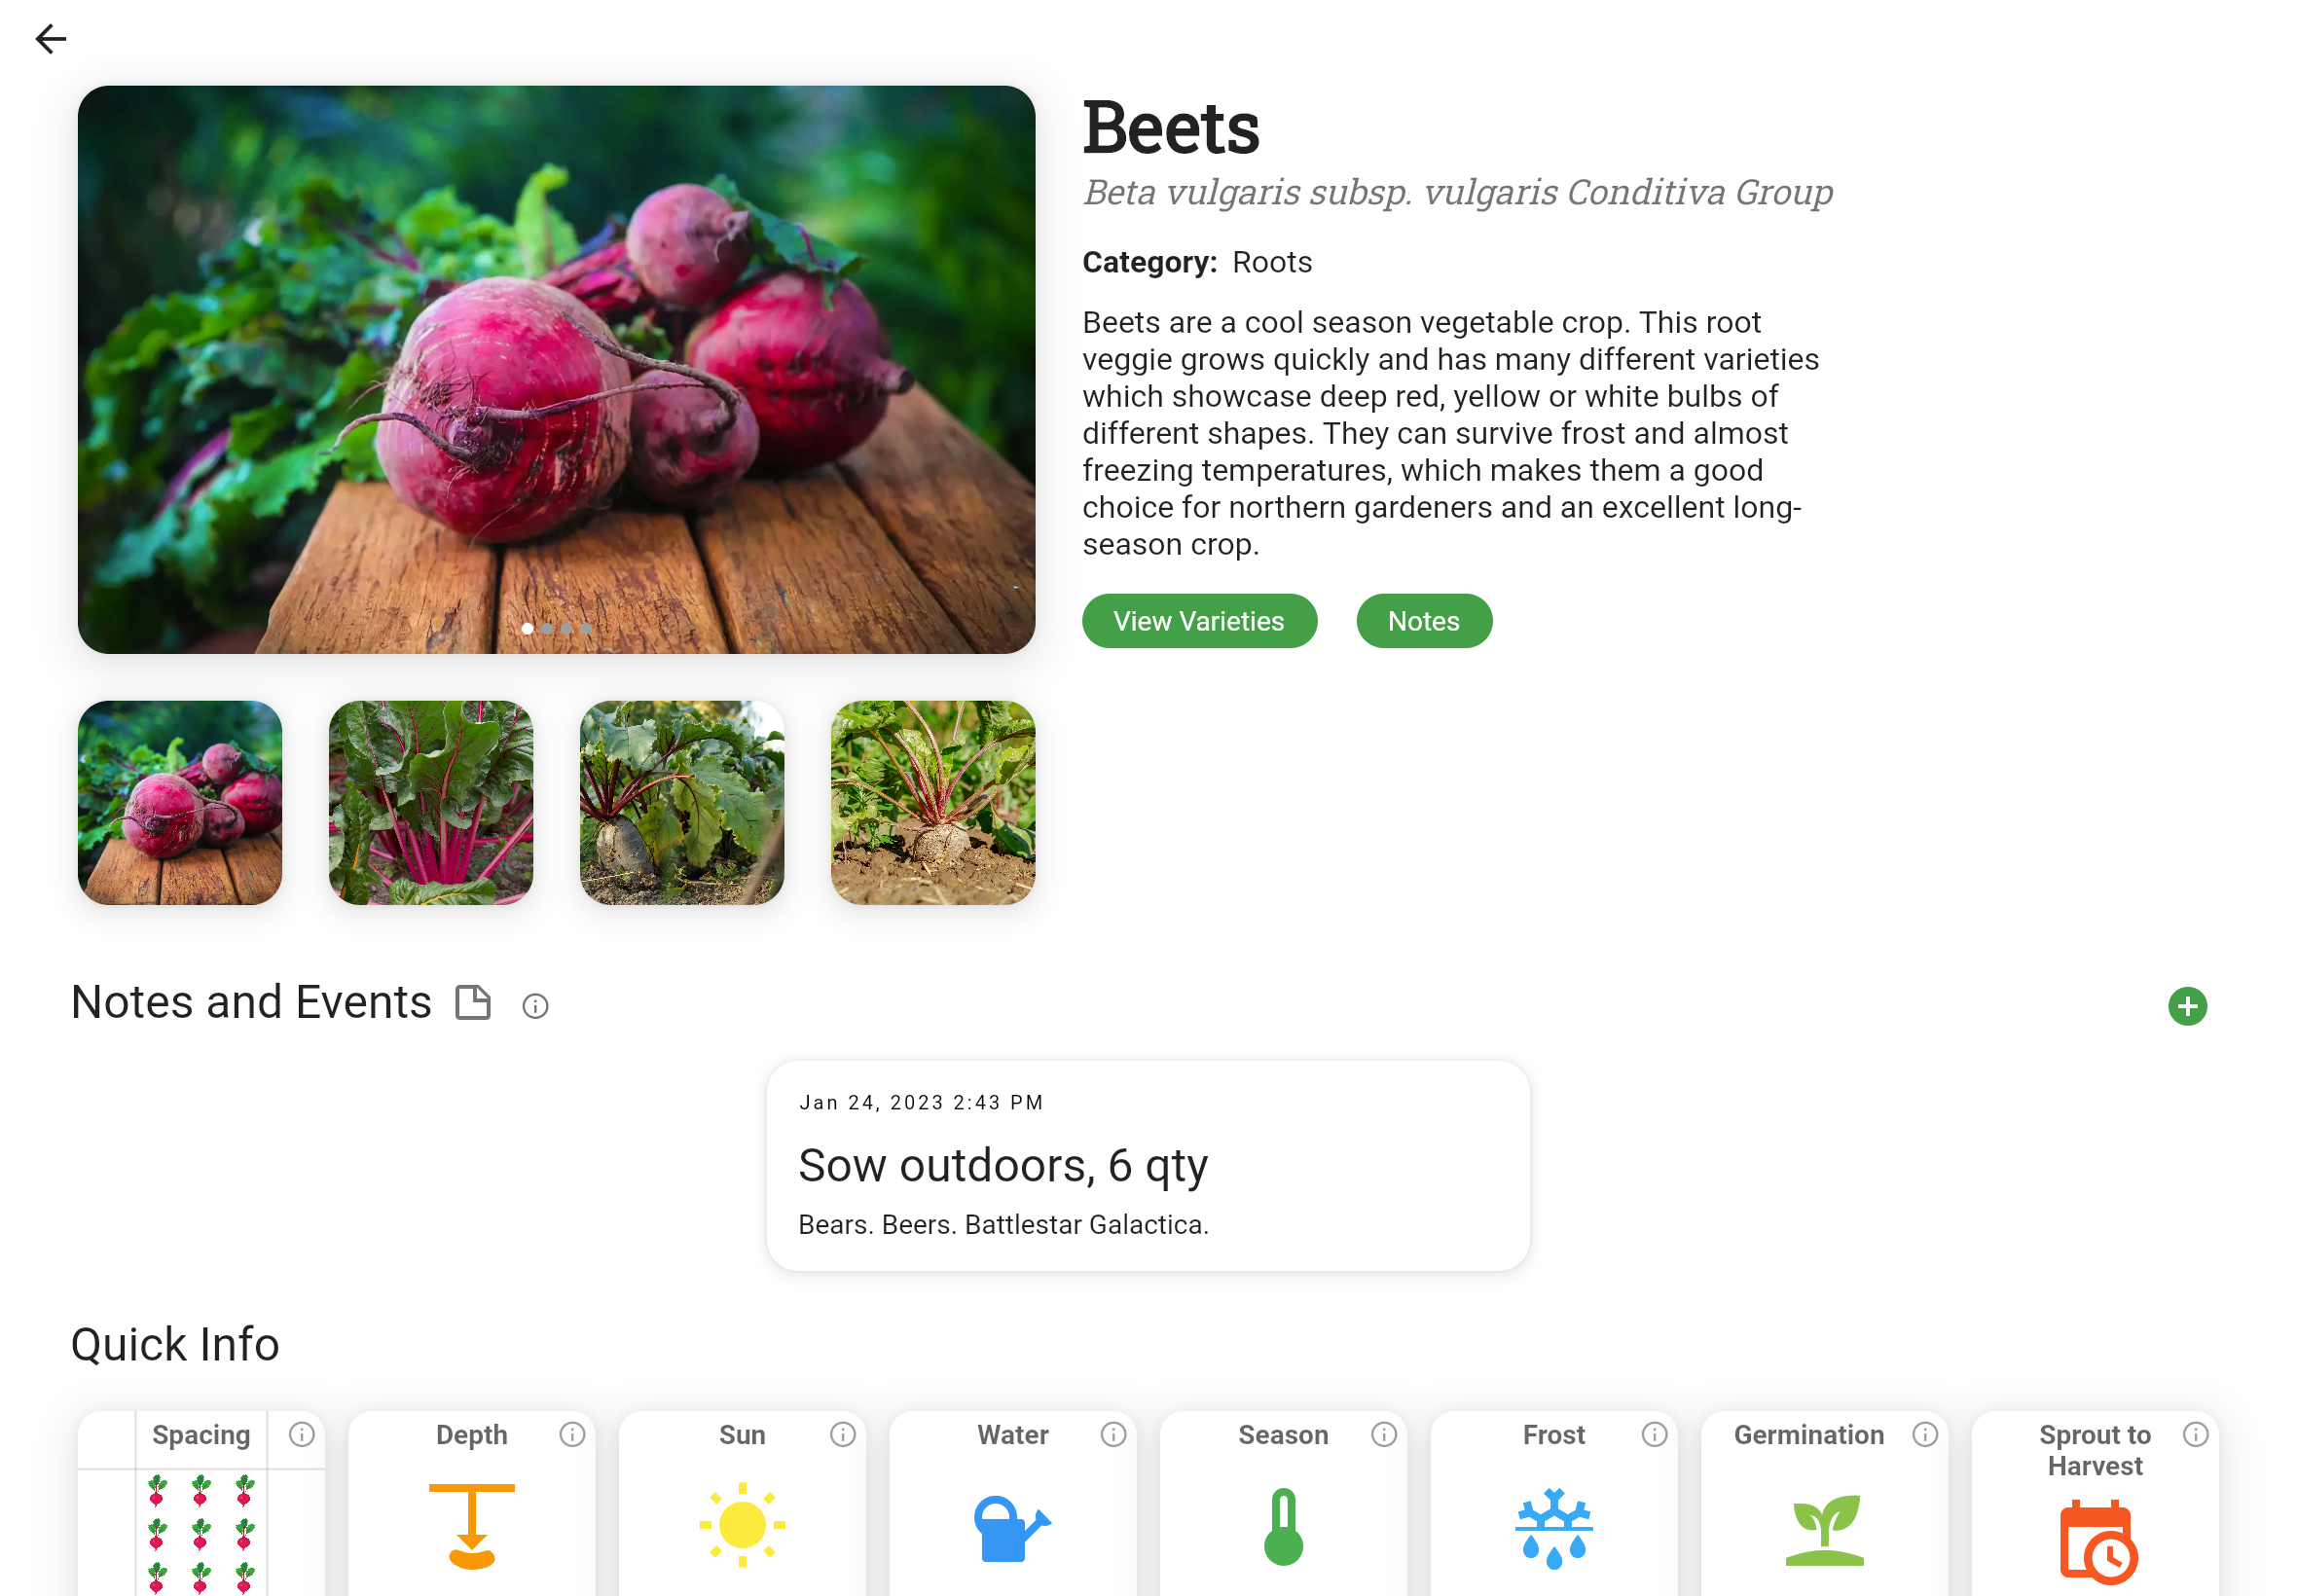 Beets
Beta vulgaris subsp. vulgaris Conditiva Group
Category: Roots
Beets are a cool season vegetable crop. This root
veggie grows quickly and has many different varieties
which showcase deep red, yellow or white bulbs of
different shapes. They can survive frost and almost
freezing temperatures, which makes them a good
choice for northern gardeners and an excellent long-
season crop.
View Varieties
Notes
Notes and Events
Jan 24, 2023 2:43 PM
Sow outdoors, 6 qty
Bears. Beers. Battlestar Galactica.
Quick Info
Spacing
Depth
Sun
Water
Season
Frost
Germination
Sprout to
Harvest